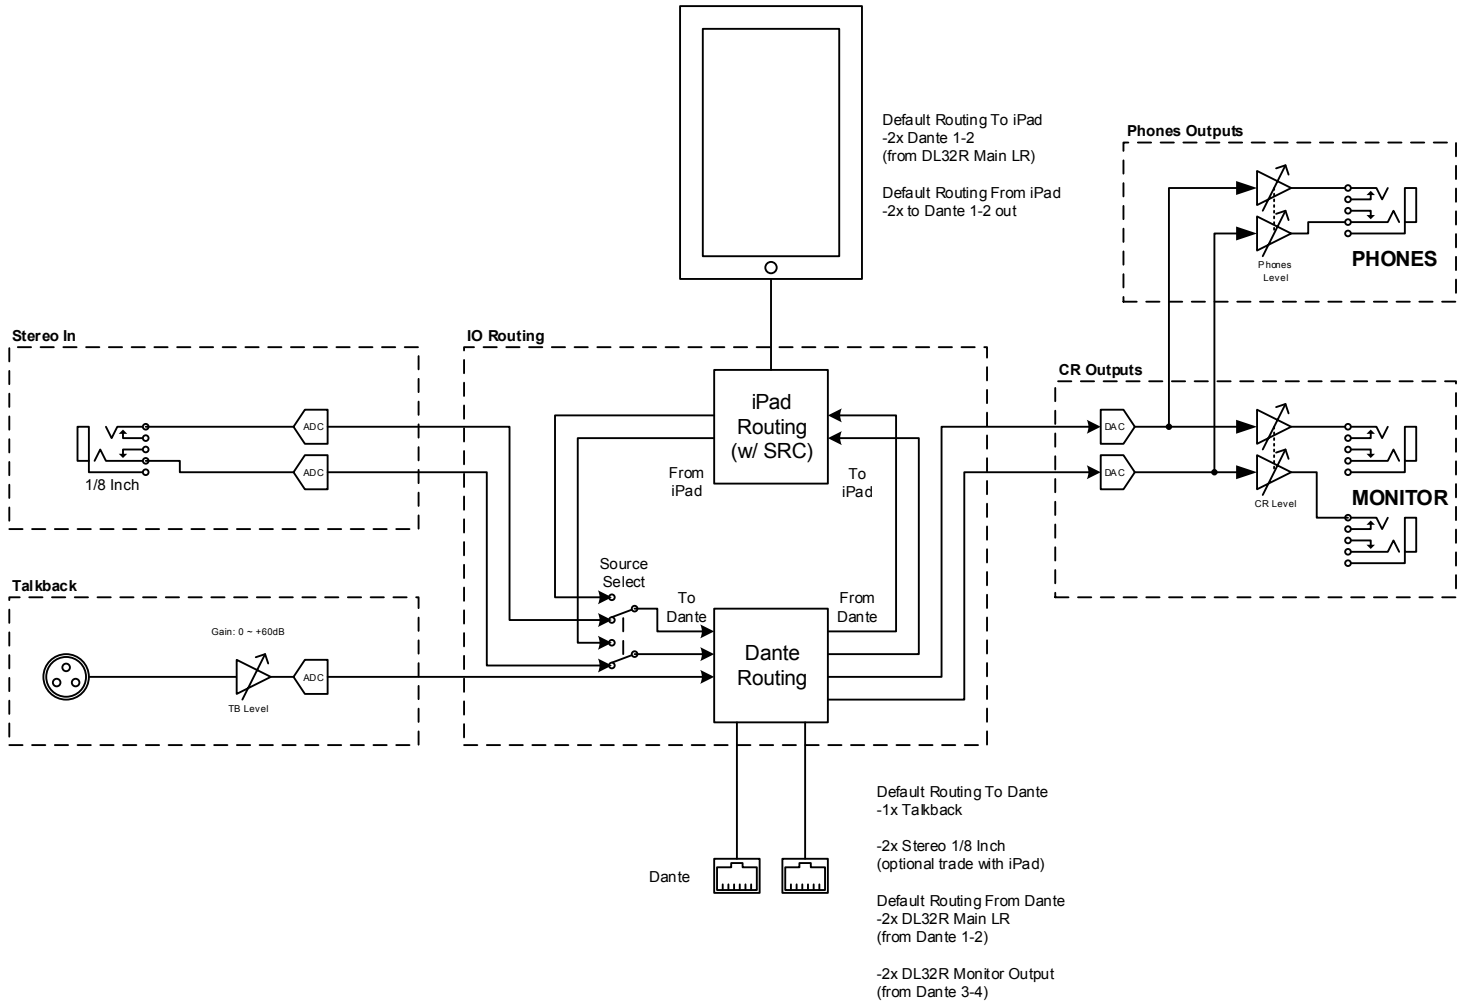 Default Routing To iPad
-2x Dante 1-2
(from DL32R Main LR)
Default Routing From iPad
-2x to Dante 1-2 out
Phones Outputs
Phones
Level
PHONES
Stereo In
ADC
ADC
1/8 Inch
IO Routing
iPad
Routing
(w/ SRC)
From
iPad
To
iPad
Source
Select
To
Dante
From
Dante
Dante
Routing
CR Outputs
DAC
DAC
CR Level
MONITOR
Talkback
Gain: 0 ~ +60dB
ADC
TB Level
Dante
Default Routing To Dante
-1x Talkback
-2x Stereo 1/8 Inch
(optional trade with iPad)
Default Routing From Dante
-2x DL32R Main LR
(from Dante 1-2)
-2x DL32R Monitor Output
(from Dante 3-4)